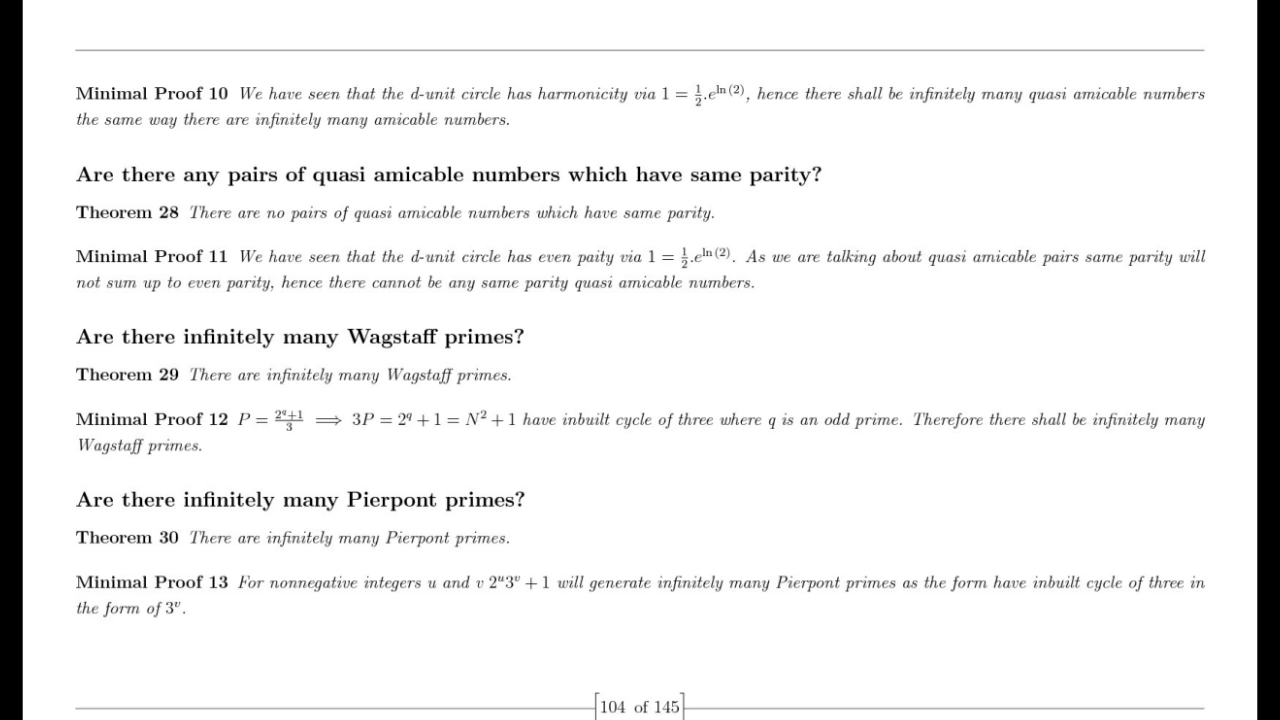 Minimal Proof 10 We have seen that the d-unit circle has harmonicity via 1 = ½.e^ln (2), hence there shall be infinitely many quasi amicable numbers
the same way there are infinitely many amicable numbers.
Are there any pairs of quasi amicable numbers which have same parity?
Theorem 28 There are no pairs of quasi amicable numbers which have same parity.
Minimal Proof 11 We have seen that the d-unit circle has even paity via 1 = ½.e^ln (2). As we are talking about quasi amicable pairs same parity will
not sum up to even parity, hence there cannot be any same parity quasi amicable numbers.
Are there infinitely many Wagstaff primes?
Theorem 29 There are infinitely many Wagstaff primes.
Minimal Proof 12 P = (2^q+1)/3 ⟹ 3P = 2^q + 1 = N² + 1 have inbuilt cycle of three where q is an odd prime. Therefore there shall be infinitely many
Wagstaff primes.
Are there infinitely many Pierpont primes?
Theorem 30 There are infinitely many Pierpont primes.
Minimal Proof 13 For nonnegative integers u and v 2^u3^v + 1 will generate infinitely many Pierpont primes as the form have inbuilt cycle of three in
the form of 3^v.
[104 of 145]